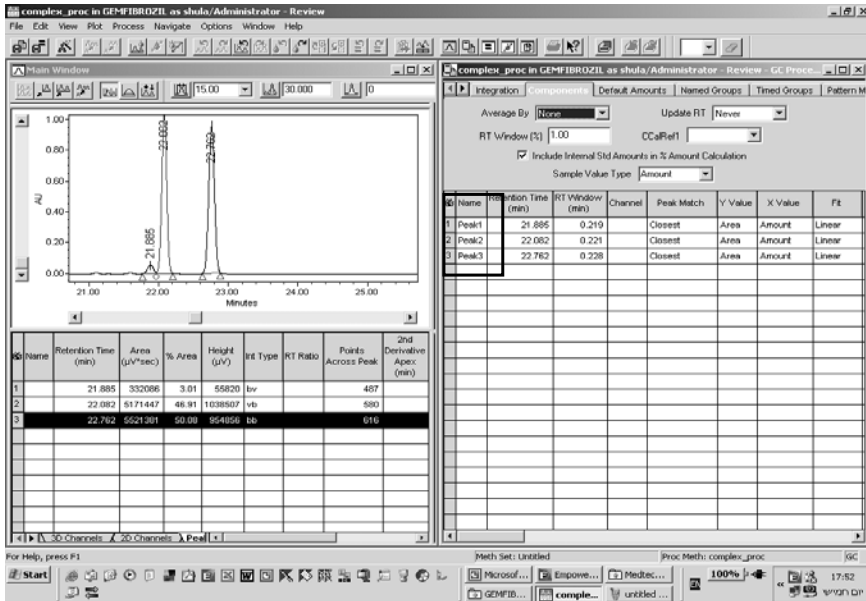 complex_proc in GEMFIBROZIL as shula/Administrator - Review
File Edit View Plot Process Navigate Options Window Help
Main Window
15.00 30.000 0
1.00
0.80
0.60
0.40
0.20
0.00
AU
21.885
22.082
22.762
21.00 22.00 23.00 24.00 25.00
Minutes
Name Retention Time (min) Area (µV*sec) % Area Height (µV) Int Type RT Ratio Points Across Peak 2nd Derivative Apex (min)
1 21.885 332086 3.01 55820 bv 487
2 22.082 5171447 46.91 1038507 vb 580
3 22.762 5521381 50.08 954856 bb 616
3D Channels 2D Channels Peal
complex_proc in GEMFIBROZIL as shula/Administrator - Review - GC Proce...
Integration Components Default Amounts Named Groups Timed Groups Pattern M
Average By None Update RT Never
RT Window (%) 1.00 CCalRef1
Include Internal Std Amounts in % Amount Calculation
Sample Value Type Amount
Name Retention Time (min) RT Window (min) Channel Peak Match Y Value X Value Fit
1 Peak1 21.885 0.219 Closest Area Amount Linear
2 Peak2 22.082 0.221 Closest Area Amount Linear
3 Peak3 22.762 0.228 Closest Area Amount Linear
For Help, press F1 Meth Set: Untitled Proc Meth: complex_proc GC
Start Microsof... Empowe... Medtec... 100% 17:52
GEMFIB... comple... untitled ... יום חמישי